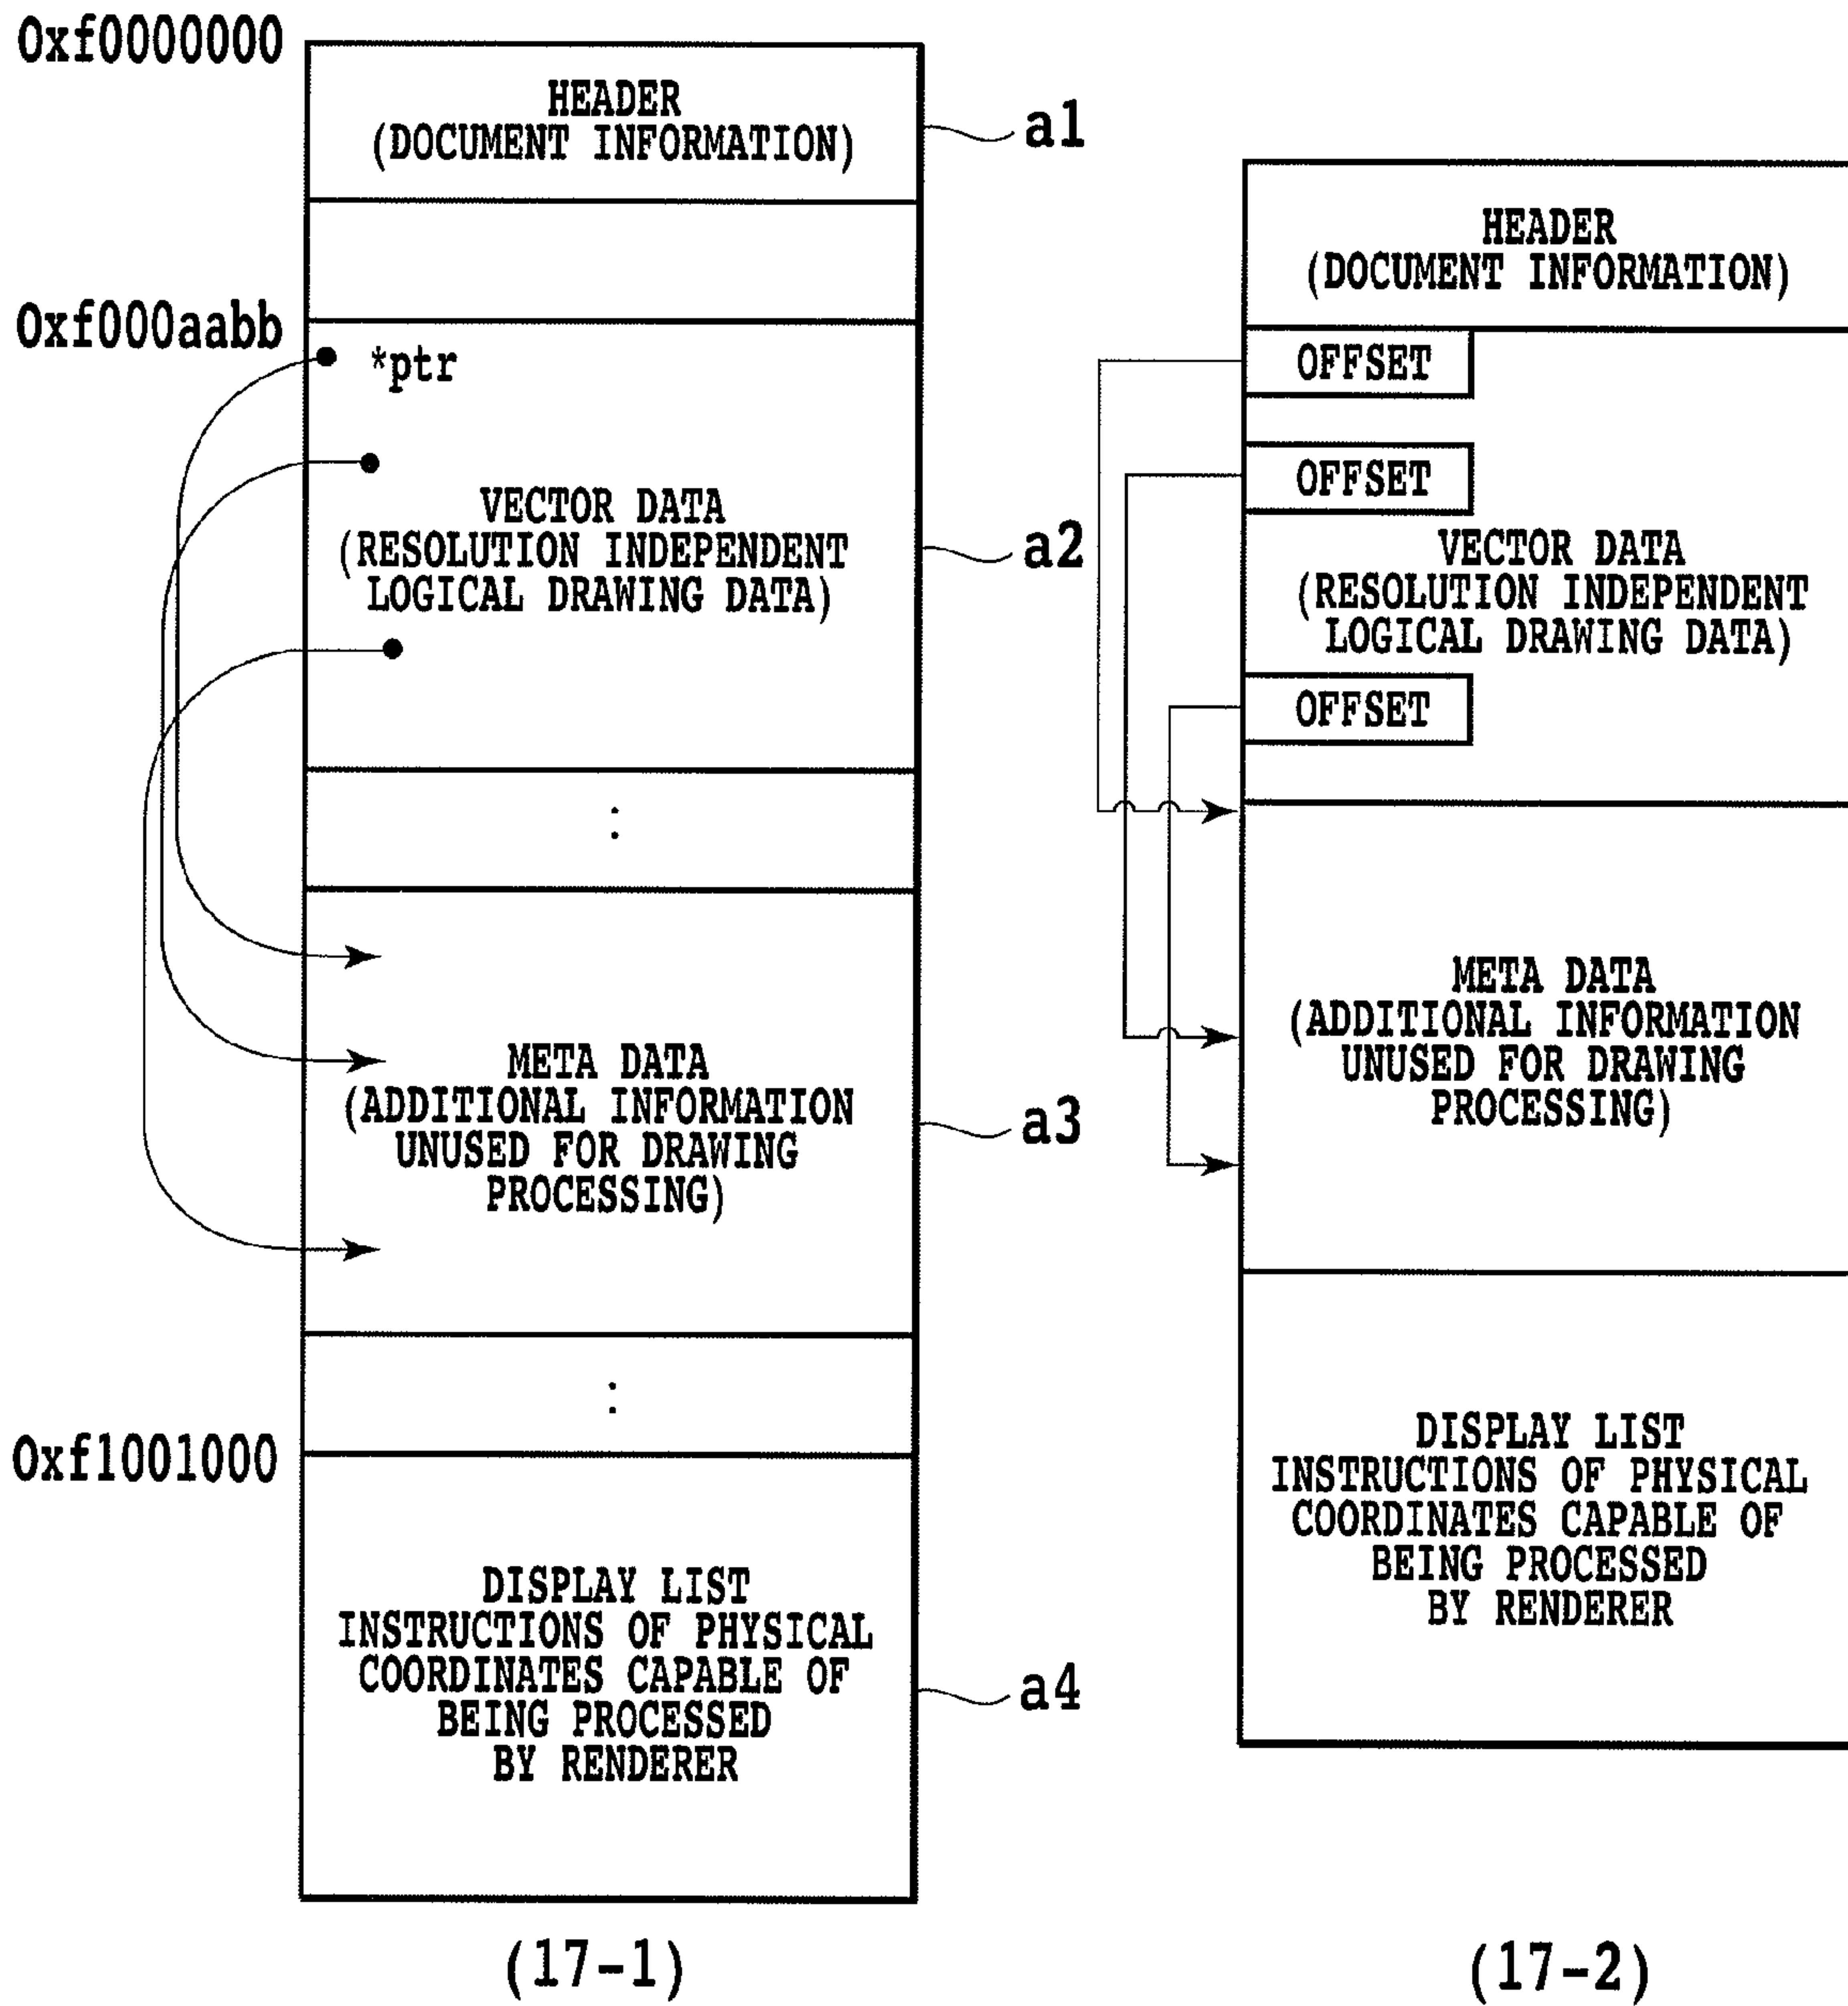 0xf0000000
HEADER
(DOCUMENT INFORMATION)
a1
0xf000aabb
*ptr
VECTOR DATA
(RESOLUTION INDEPENDENT
LOGICAL DRAWING DATA)
a2
:
META DATA
(ADDITIONAL INFORMATION
UNUSED FOR DRAWING
PROCESSING)
a3
:
0xf1001000
DISPLAY LIST
INSTRUCTIONS OF PHYSICAL
COORDINATES CAPABLE OF
BEING PROCESSED
BY RENDERER
a4
(17-1)
HEADER
(DOCUMENT INFORMATION)
OFFSET
OFFSET
VECTOR DATA
(RESOLUTION INDEPENDENT
LOGICAL DRAWING DATA)
OFFSET
META DATA
(ADDITIONAL INFORMATION
UNUSED FOR DRAWING
PROCESSING)
DISPLAY LIST
INSTRUCTIONS OF PHYSICAL
COORDINATES CAPABLE OF
BEING PROCESSED
BY RENDERER
(17-2)